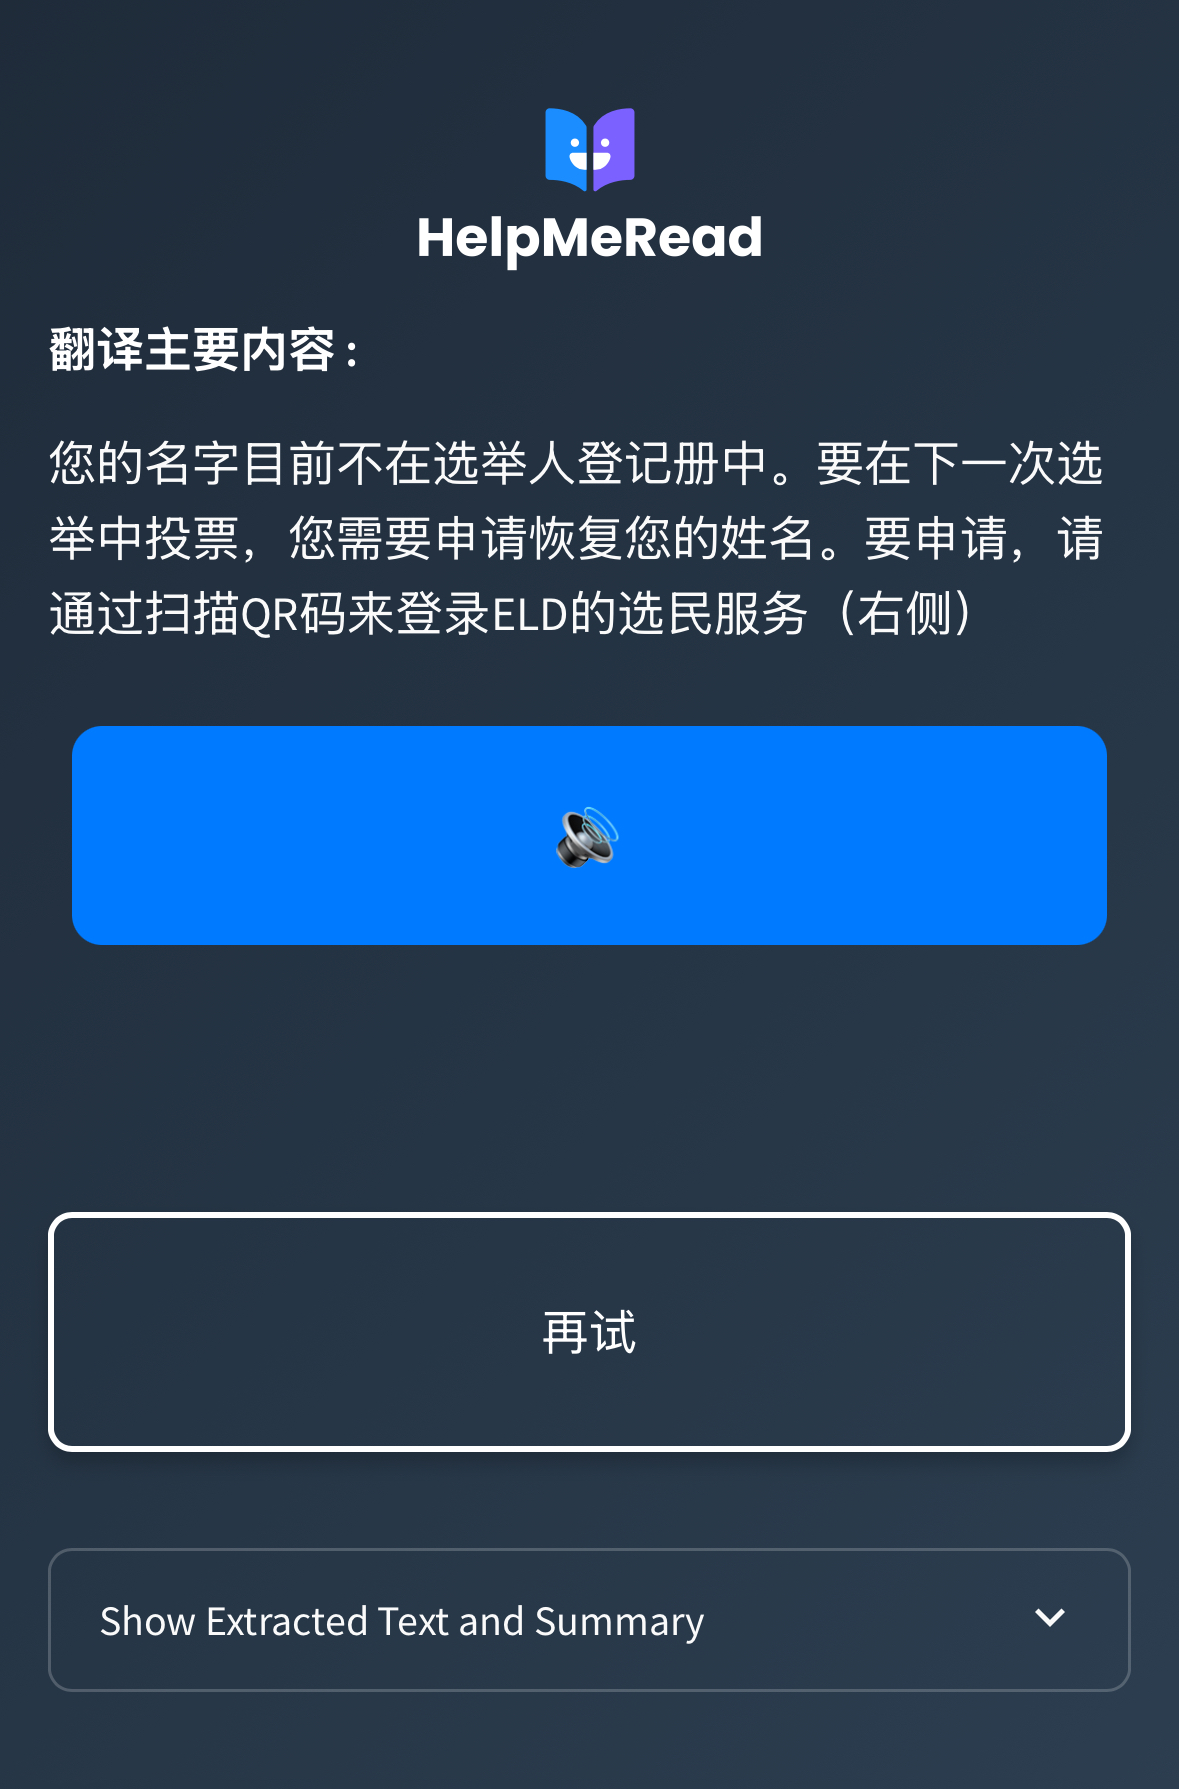 HelpMeRead
翻译主要内容:
您的名字目前不在选举人登记册中。要在下一次选
举中投票，您需要申请恢复您的姓名。要申请，请
通过扫描QR码来登录ELD的选民服务（右侧）
再试
Show Extracted Text and Summary